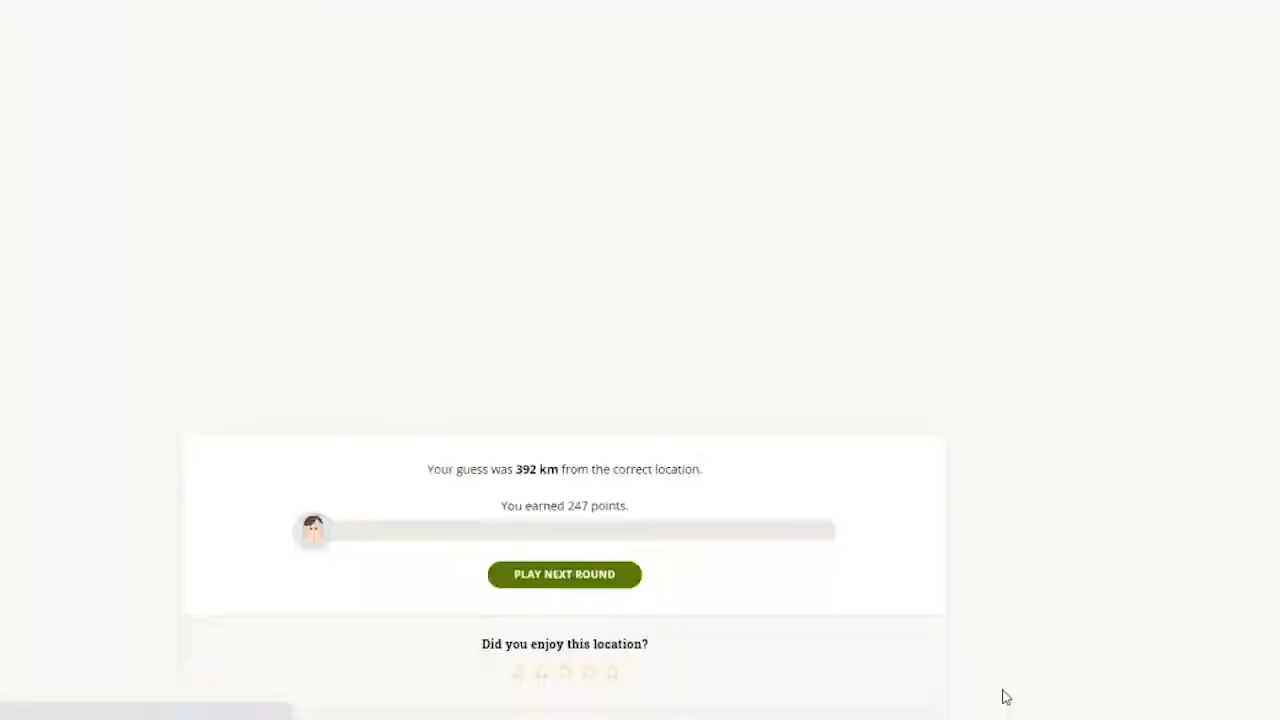 Your guess was 392 km from the correct location.
You earned 247 points.
PLAY NEXT ROUND
Did you enjoy this location?